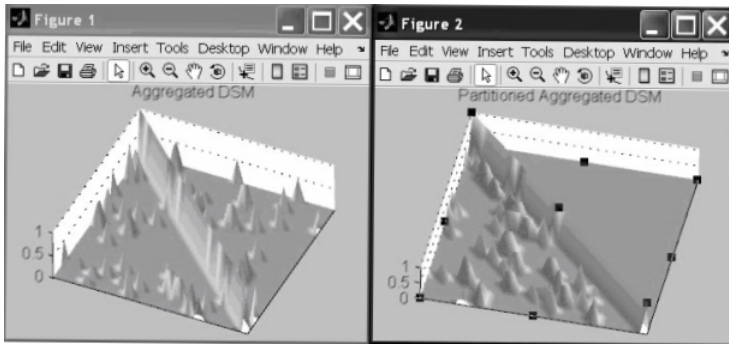 Figure 1
File Edit View Insert Tools Desktop Window Help
Aggregated DSM
1
0.5
0
Figure 2
File Edit View Insert Tools Desktop Window Help
Partitioned Aggregated DSM
1
0.5
0